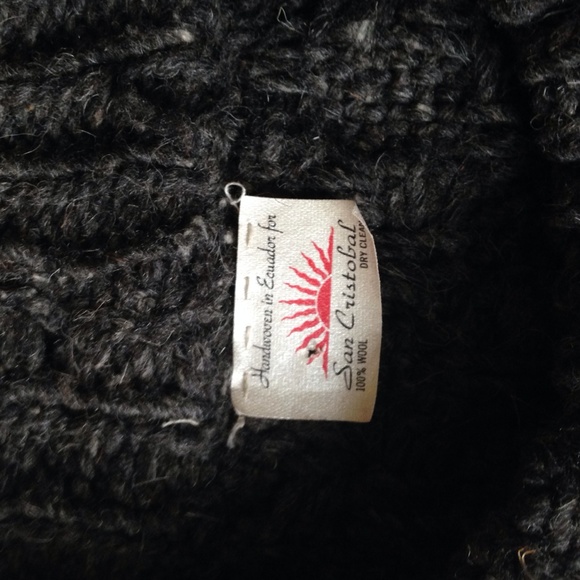 Handwoven in Ecuador for
San Cristobal
100% WOOL DRY CLEAN